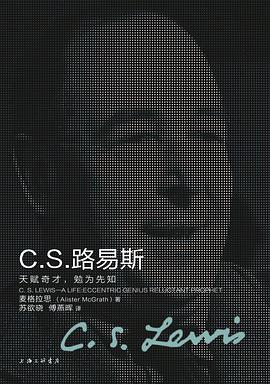 C.S.路易斯
天赋奇才，勉为先知
C. S. LEWIS—A LIFE:ECCENTRIC GENIUS RELUCTANT PROPHET
麦格拉思 （Alister McGrath）著
苏欲晓 傅燕晖 译
C. S. Lewis
上海三联书店